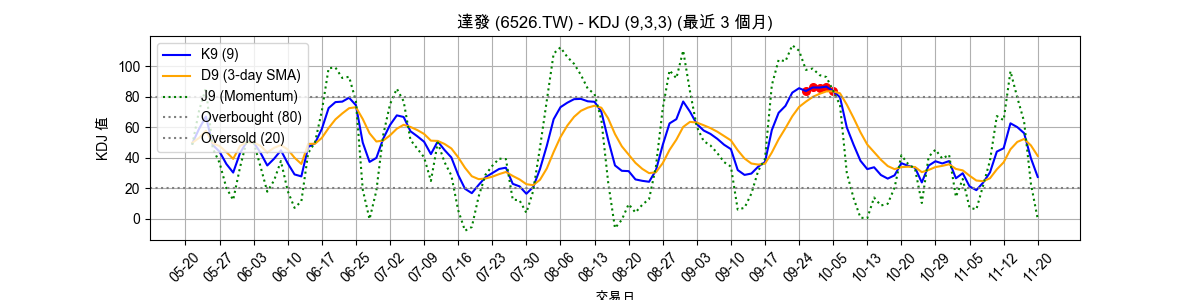 達發 (6526.TW) - KDJ (9,3,3) (最近 3 個月)
K9 (9)
D9 (3-day SMA)
J9 (Momentum)
Overbought (80)
Oversold (20)
KDJ 值
100
80
60
40
20
0
05-20 05-27 06-03 06-10 06-17 06-25 07-02 07-09 07-16 07-23 07-30 08-06 08-13 08-20 08-27 09-03 09-10 09-17 09-24 10-05 10-13 10-20 10-29 11-05 11-12 11-20
交易日